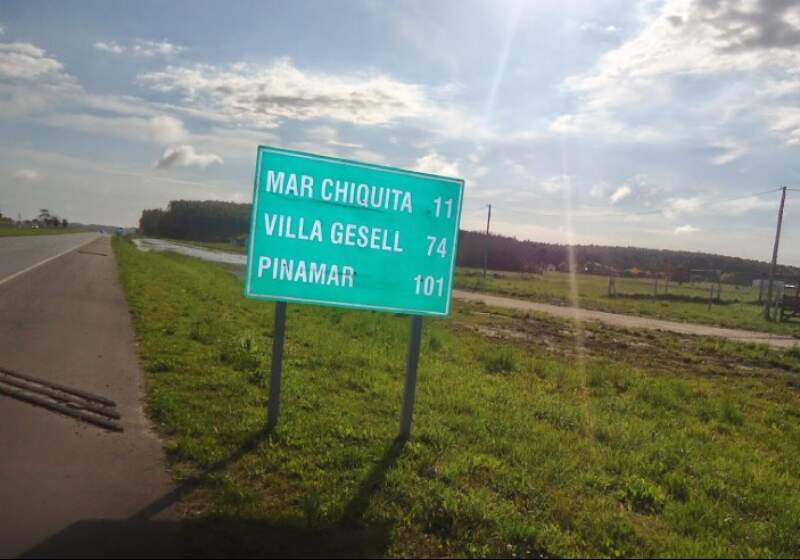 MAR CHIQUITA 11
VILLA GESELL 74
PINAMAR 101